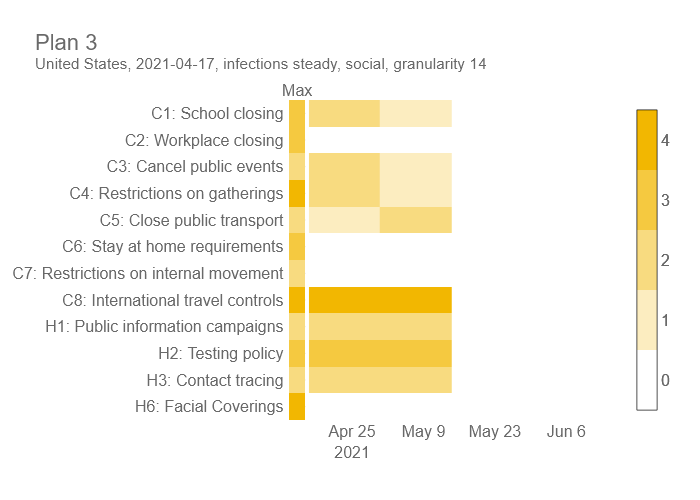 Plan 3
United States, 2021-04-17, infections steady, social, granularity 14
Max
C1: School closing
C2: Workplace closing
C3: Cancel public events
C4: Restrictions on gatherings
C5: Close public transport
C6: Stay at home requirements
C7: Restrictions on internal movement
C8: International travel controls
H1: Public information campaigns
H2: Testing policy
H3: Contact tracing
H6: Facial Coverings
Apr 25 May 9 May 23 Jun 6
2021
4
3
2
1
0